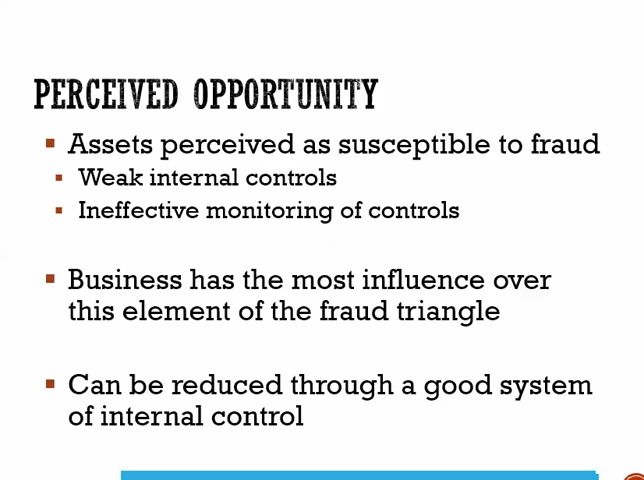 PERCEIVED OPPORTUNITY
Assets perceived as susceptible to fraud
Weak internal controls
Ineffective monitoring of controls
Business has the most influence over
this element of the fraud triangle
Can be reduced through a good system
of internal control